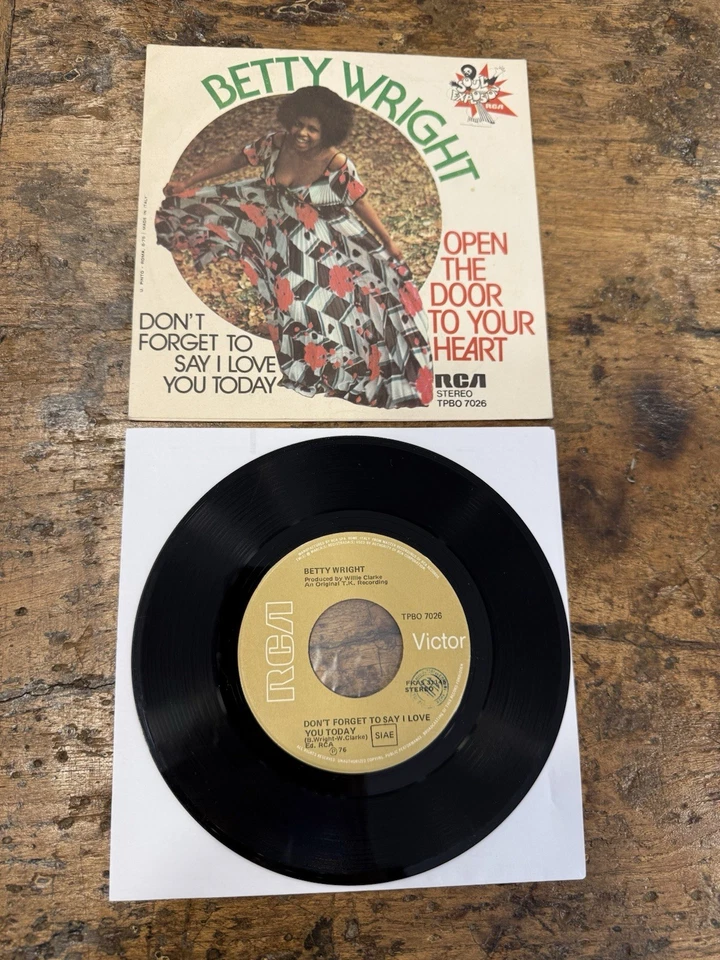 BETTY WRIGHT
SOUL
EXPLOIT
RCA
OPEN
THE
DOOR
TO YOUR
HEART
DON'T
FORGET TO
SAY I LOVE
YOU TODAY
RCA
STEREO
TPBO 7026
BETTY WRIGHT
Produced by Willie Clarke
An Original T.K. Recording
TPBO 7026
RCA
Victor
STEREO
DON'T FORGET TO SAY I LOVE
YOU TODAY
(B.Wright-W.Clarke)
SIAE
Ed. RCA
Ⓟ 76